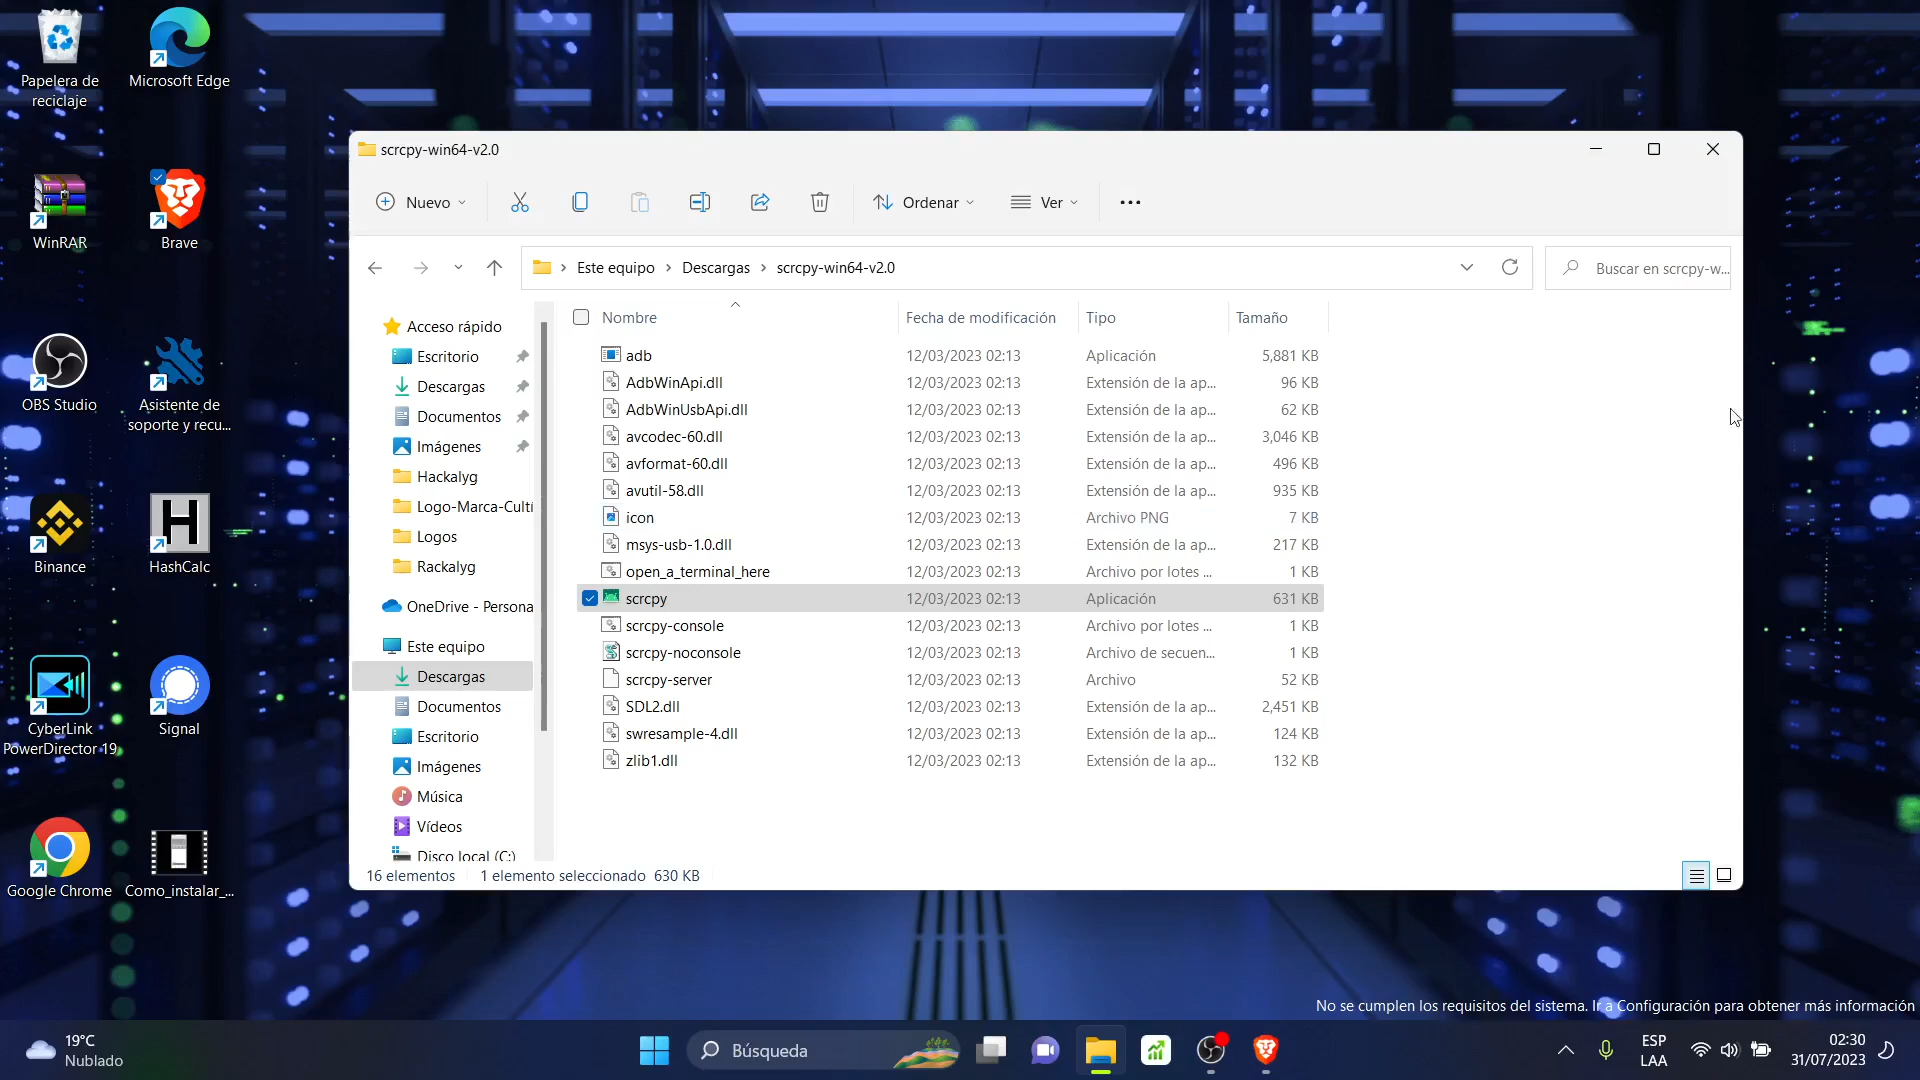 Papelera de
reciclaje
Microsoft Edge
WinRAR
Brave
OBS Studio
Asistente de
soporte y recu...
Binance
HashCalc
CyberLink
PowerDirector 19
Signal
Google Chrome
Como_instalar_...
scrcpy-win64-v2.0
Nuevo
Ordenar
Ver
Este equipo > Descargas > scrcpy-win64-v2.0
Buscar en scrcpy-w...
Acceso rápido
Escritorio
Descargas
Documentos
Imágenes
Hackalyg
Logo-Marca-Culti
Logos
Rackalyg
OneDrive - Persona
Este equipo
Descargas
Documentos
Escritorio
Imágenes
Música
Vídeos
Disco local (C:)
Nombre Fecha de modificación Tipo Tamaño
adb 12/03/2023 02:13 Aplicación 5,881 KB
AdbWinApi.dll 12/03/2023 02:13 Extensión de la ap... 96 KB
AdbWinUsbApi.dll 12/03/2023 02:13 Extensión de la ap... 62 KB
avcodec-60.dll 12/03/2023 02:13 Extensión de la ap... 3,046 KB
avformat-60.dll 12/03/2023 02:13 Extensión de la ap... 496 KB
avutil-58.dll 12/03/2023 02:13 Extensión de la ap... 935 KB
icon 12/03/2023 02:13 Archivo PNG 7 KB
msys-usb-1.0.dll 12/03/2023 02:13 Extensión de la ap... 217 KB
open_a_terminal_here 12/03/2023 02:13 Archivo por lotes ... 1 KB
scrcpy 12/03/2023 02:13 Aplicación 631 KB
scrcpy-console 12/03/2023 02:13 Archivo por lotes ... 1 KB
scrcpy-noconsole 12/03/2023 02:13 Archivo de secuen... 1 KB
scrcpy-server 12/03/2023 02:13 Archivo 52 KB
SDL2.dll 12/03/2023 02:13 Extensión de la ap... 2,451 KB
swresample-4.dll 12/03/2023 02:13 Extensión de la ap... 124 KB
zlib1.dll 12/03/2023 02:13 Extensión de la ap... 132 KB
16 elementos 1 elemento seleccionado 630 KB
No se cumplen los requisitos del sistema. Ir a Configuración para obtener más información
19°C
Nublado
Búsqueda
ESP
LAA
02:30
31/07/2023